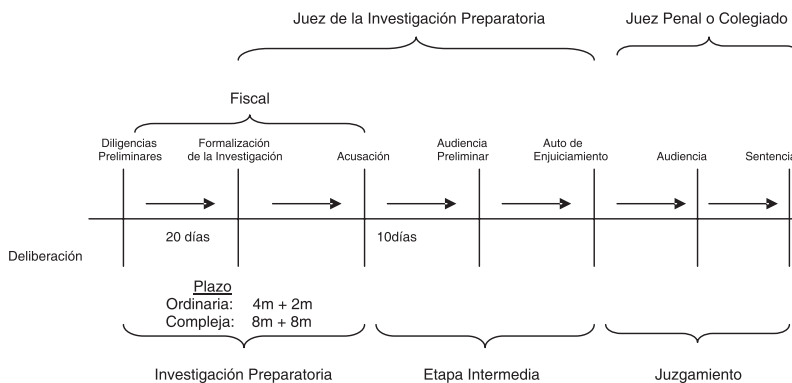 Juez de la Investigación Preparatoria
Juez Penal o Colegiado
Fiscal
Diligencias
Preliminares
Formalización
de la Investigación
Acusación
Audiencia
Preliminar
Auto de
Enjuiciamiento
Audiencia
Sentencia
20 días
10días
Deliberación
Plazo
Ordinaria: 4m + 2m
Compleja: 8m + 8m
Investigación Preparatoria
Etapa Intermedia
Juzgamiento